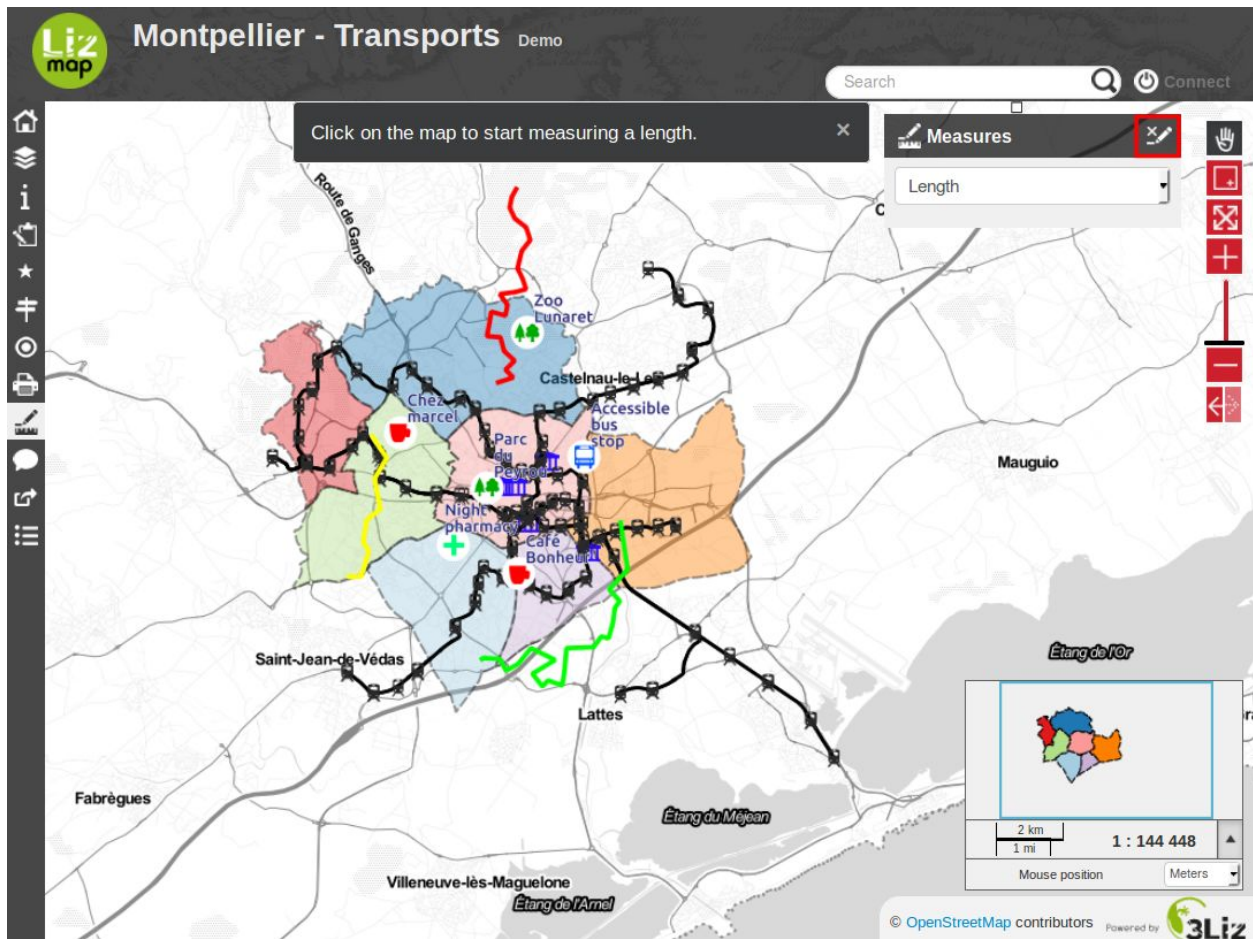 Liz
map
Montpellier - Transports Demo
Search
Connect
Click on the map to start measuring a length. ×
Measures
Length
Route de Ganges
Zoo
Lunaret
Castelnau-le-Lez
Chez
marcel
Accessible
bus
stop
Parc
du
Peyrou
Mauguio
Night
pharmacy
Café
Bonheur
Saint-Jean-de-Védas
Étang de l'Or
Lattes
Fabrègues
Étang du Méjean
Villeneuve-lès-Maguelone
Étang de l'Arnel
2 km
1 mi
1 : 144 448
Mouse position
Meters
© OpenStreetMap contributors Powered by 3Liz